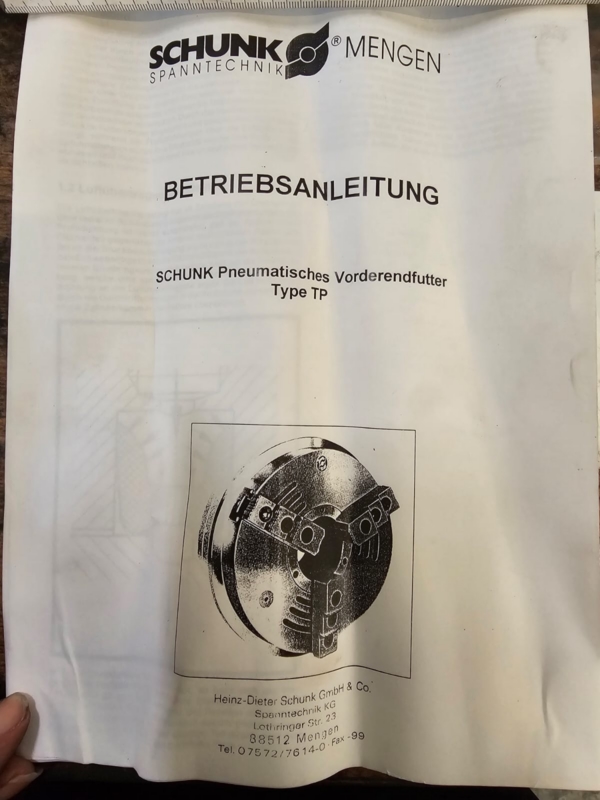 SCHUNK ® MENGEN
SPANNTECHNIK
BETRIEBSANLEITUNG
SCHUNK Pneumatisches Vorderendfutter
Type TP
Heinz-Dieter Schunk GmbH & Co.
Spanntechnik KG
Lothringer Str. 23
88512 Mengen
Tel. 07572/7614-0 · Fax -99